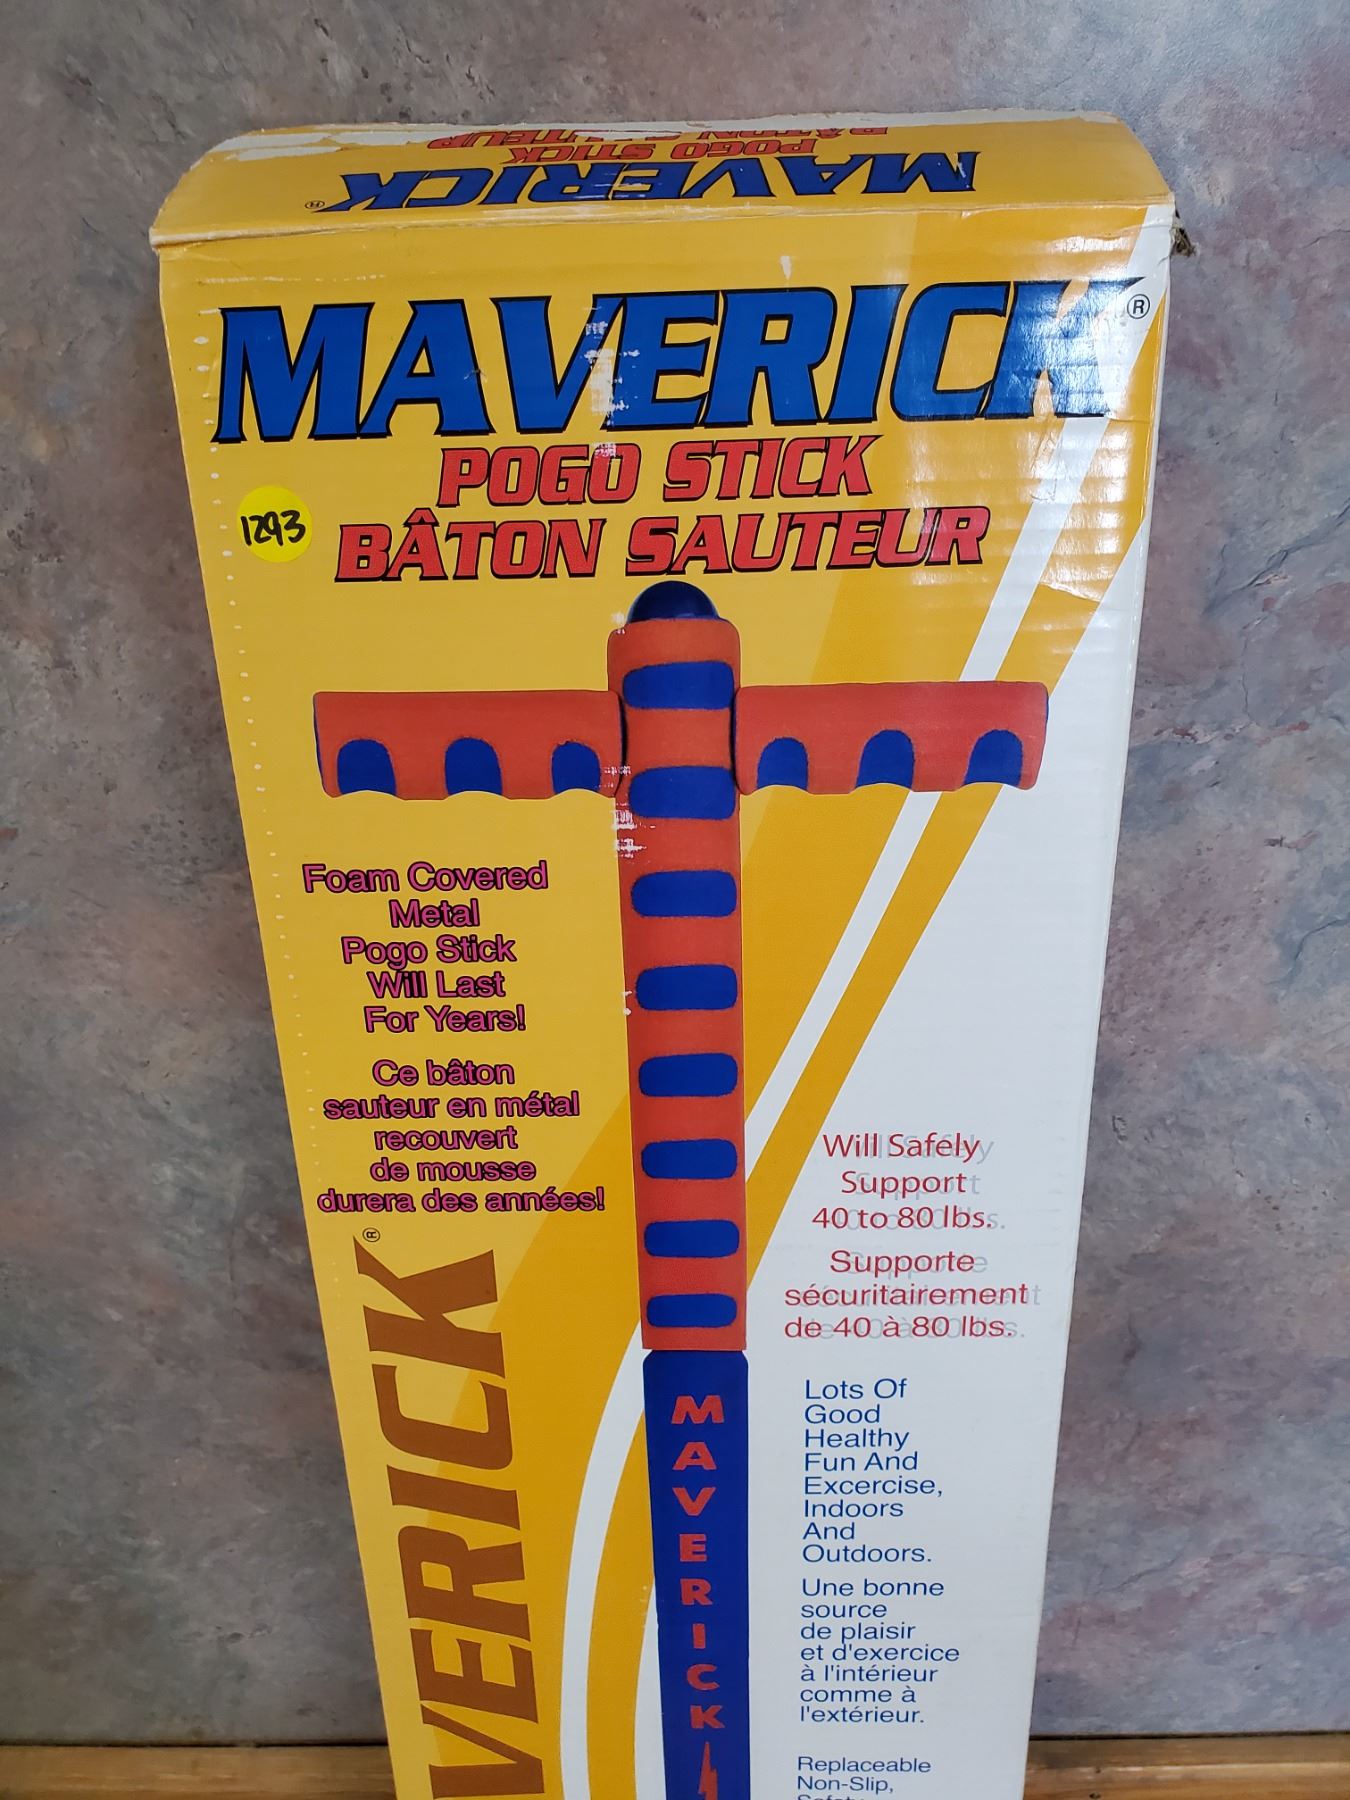 BÂTON SAUTEUR
POGO STICK
MAVERICK®
MAVERICK®
POGO STICK
BÂTON SAUTEUR
1293
Foam Covered
Metal
Pogo Stick
Will Last
For Years!
Ce bâton
sauteur en métal
recouvert
de mousse
durera des années!
Will Safely
Support
40 to 80 lbs.
Supporte
sécuritairement
de 40 à 80 lbs.
VERICK®
MAVERICK
Lots Of
Good
Healthy
Fun And
Excercise,
Indoors
And
Outdoors.
Une bonne
source
de plaisir
et d'exercice
à l'intérieur
comme à
l'extérieur.
Replaceable
Non-Slip,